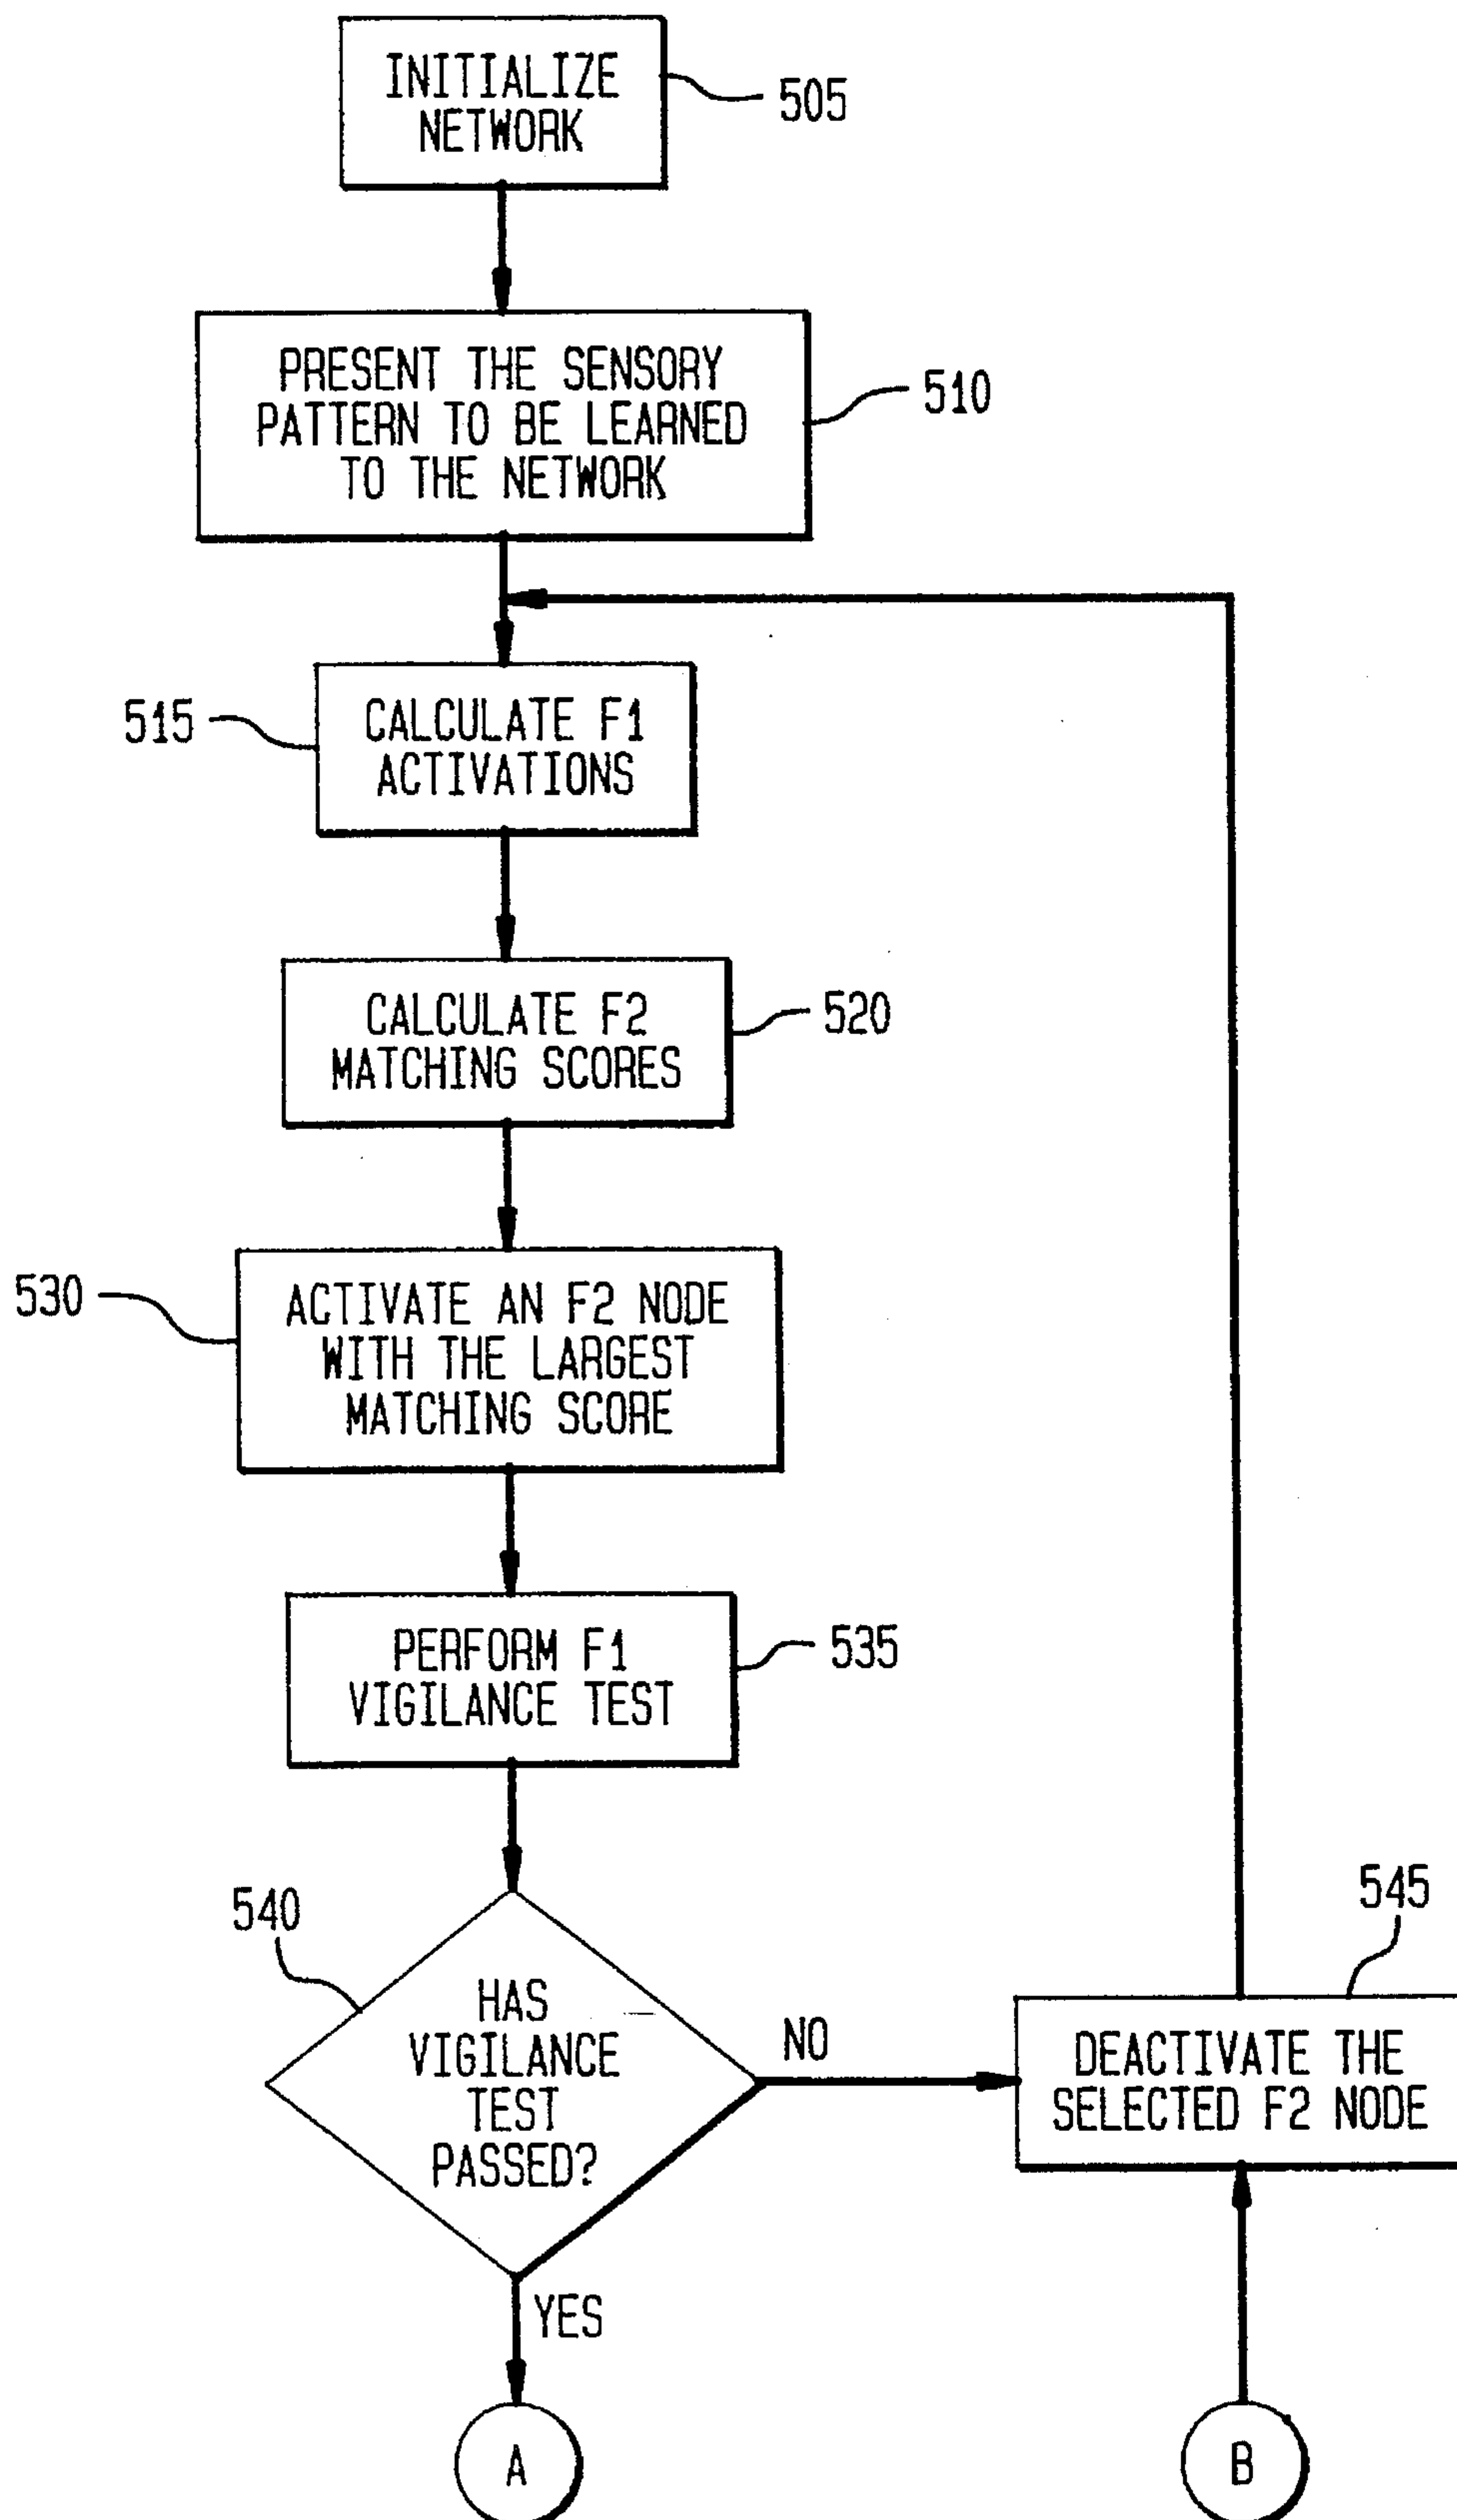 INITIALIZE
NETWORK
505
PRESENT THE SENSORY
PATTERN TO BE LEARNED
TO THE NETWORK
510
515
CALCULATE F1
ACTIVATIONS
CALCULATE F2
MATCHING SCORES
520
530
ACTIVATE AN F2 NODE
WITH THE LARGEST
MATCHING SCORE
PERFORM F1
VIGILANCE TEST
535
540
HAS
VIGILANCE
TEST
PASSED?
NO
545
DEACTIVATE THE
SELECTED F2 NODE
YES
A
B